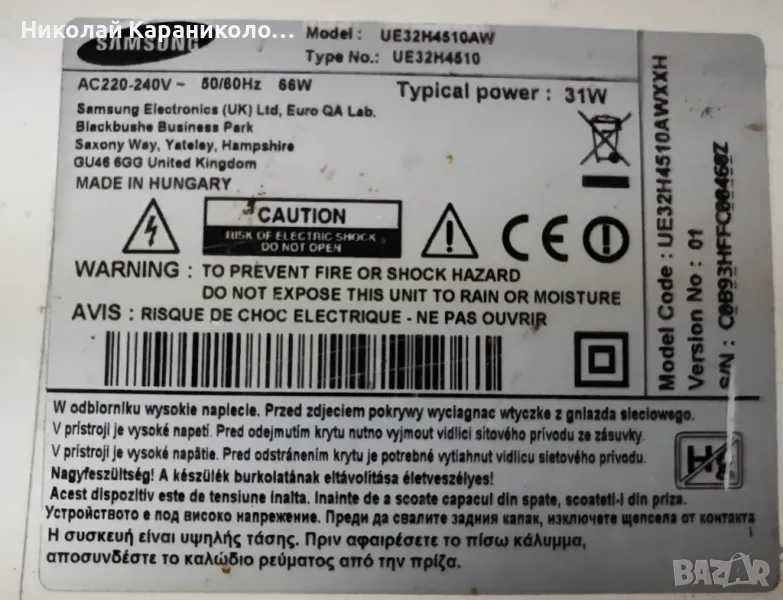 Николай Караниколо...
SAMSUNG
Model : UE32H4510AW
Type No.: UE32H4510
AC220-240V ~ 50/60Hz 66W
Typical power : 31W
Samsung Electronics (UK) Ltd, Euro QA Lab.
Blackbushe Business Park
Saxony Way, Yateley, Hampshire
GU46 6GG United Kingdom
MADE IN HUNGARY
CAUTION
RISK OF ELECTRIC SHOCK
DO NOT OPEN
CE
WARNING : TO PREVENT FIRE OR SHOCK HAZARD
DO NOT EXPOSE THIS UNIT TO RAIN OR MOISTURE
AVIS : RISQUE DE CHOC ELECTRIQUE - NE PAS OUVRIR
Model Code : UE32H4510AWXXH
Version No : 01
S/N : C0B93HFFC00460Z
W odbiorniku wysokie napiecie. Przed zdjeciem pokrywy wyciagnac wtyczke z gniazda sieciowego.
V prístroji je vysoké napetí. Pred odejmutím krytu nutno vyjmout vidlici sítového prívodu ze zásuvky.
V prístroji je vysoké napätie. Pred odstránením krytu je potrebné vytiahnut vidlicu sietového prívodu.
Nagyfeszültség! A készülék burkolatának eltávolítása életveszélyes!
Acest dispozitiv este de tensiune inalta. Inainte de a scoate capacul din spate, scoateti-l din priza.
Устройството е под високо напрежение. Преди да свалите задния капак, изключете щепсела от контакта
Η συσκευή είναι υψηλής τάσης. Πριν αφαιρέσετε το πίσω κάλυμμα,
αποσυνδέστε το καλώδιο ρεύματος από την πρίζα.
BAZAR